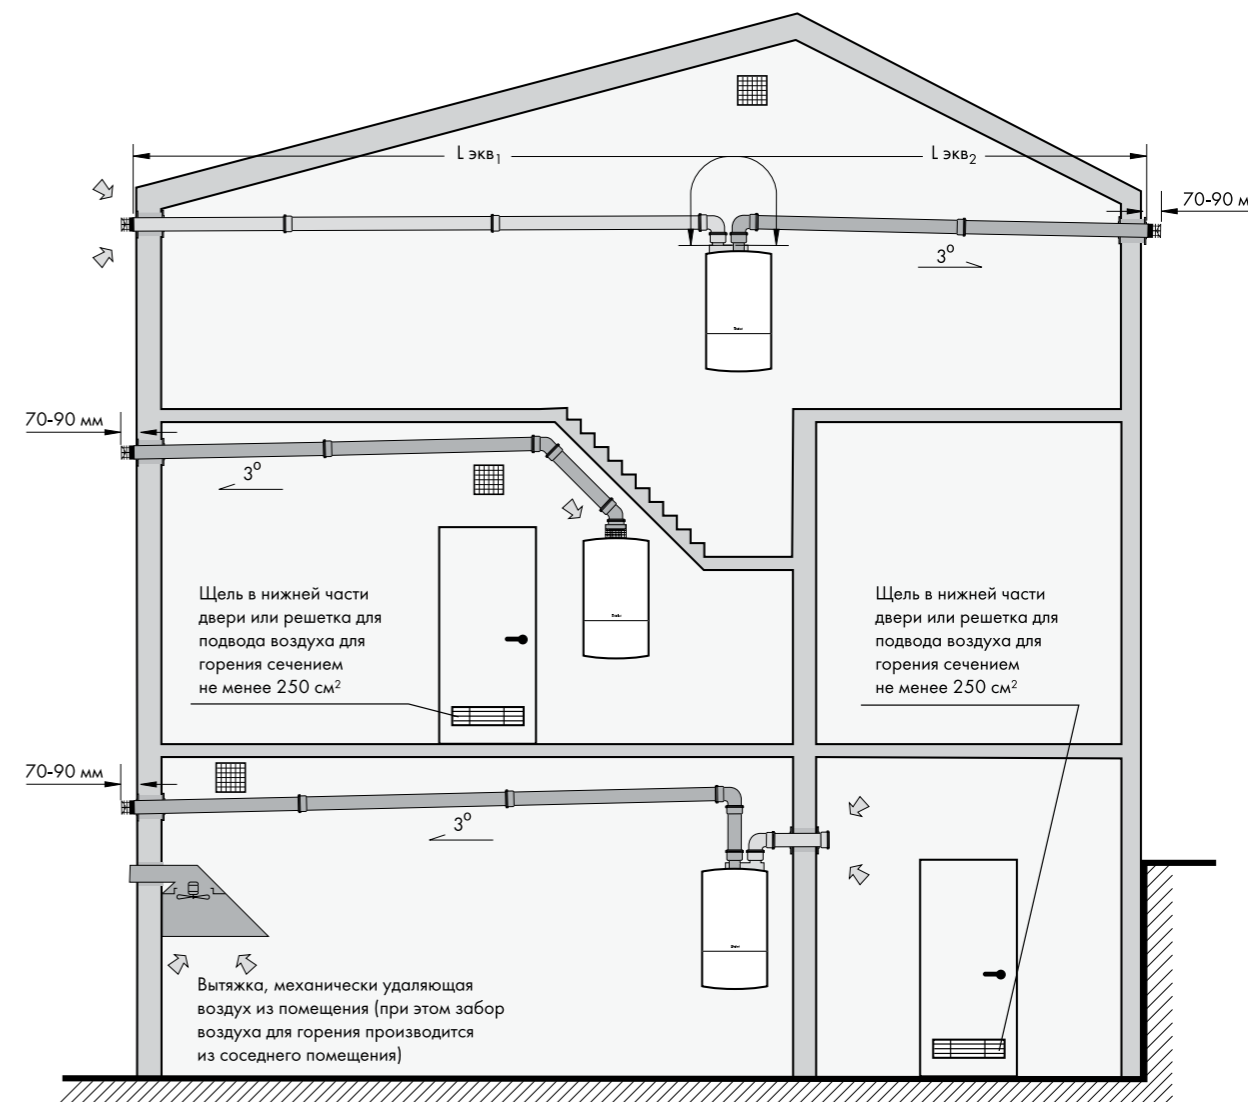 L экв₁
L экв₂
70-90 м
3°
70-90 мм
3°
Щель в нижней части
двери или решетка для
подвода воздуха для
горения сечением
не менее 250 см²
Щель в нижней части
двери или решетка для
подвода воздуха для
горения сечением
не менее 250 см²
70-90 мм
3°
Вытяжка, механически удаляющая
воздух из помещения (при этом забор
воздуха для горения производится
из соседнего помещения)